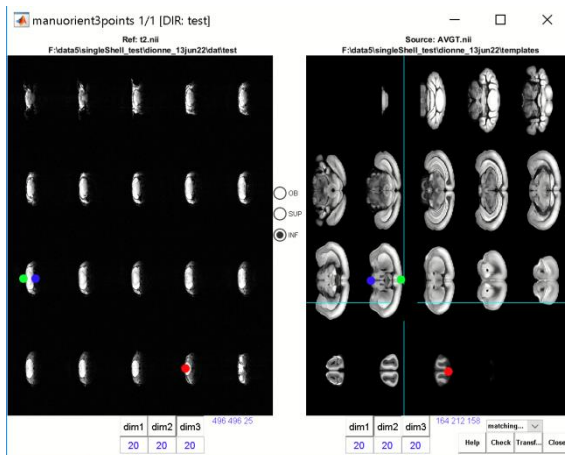 manuorient3points 1/1 [DIR: test]
Ref: t2.nii
F:\data5\singleShell_test\dionne_13jun22\dat\test
Source: AVGT.nii
F:\data5\singleShell_test\dionne_13jun22\templates
OB
SUP
INF
dim1 dim2 dim3 496 496 25
20 20 20
dim1 dim2 dim3 164 212 158
20 20 20
matching...
Help Check Transf... Close